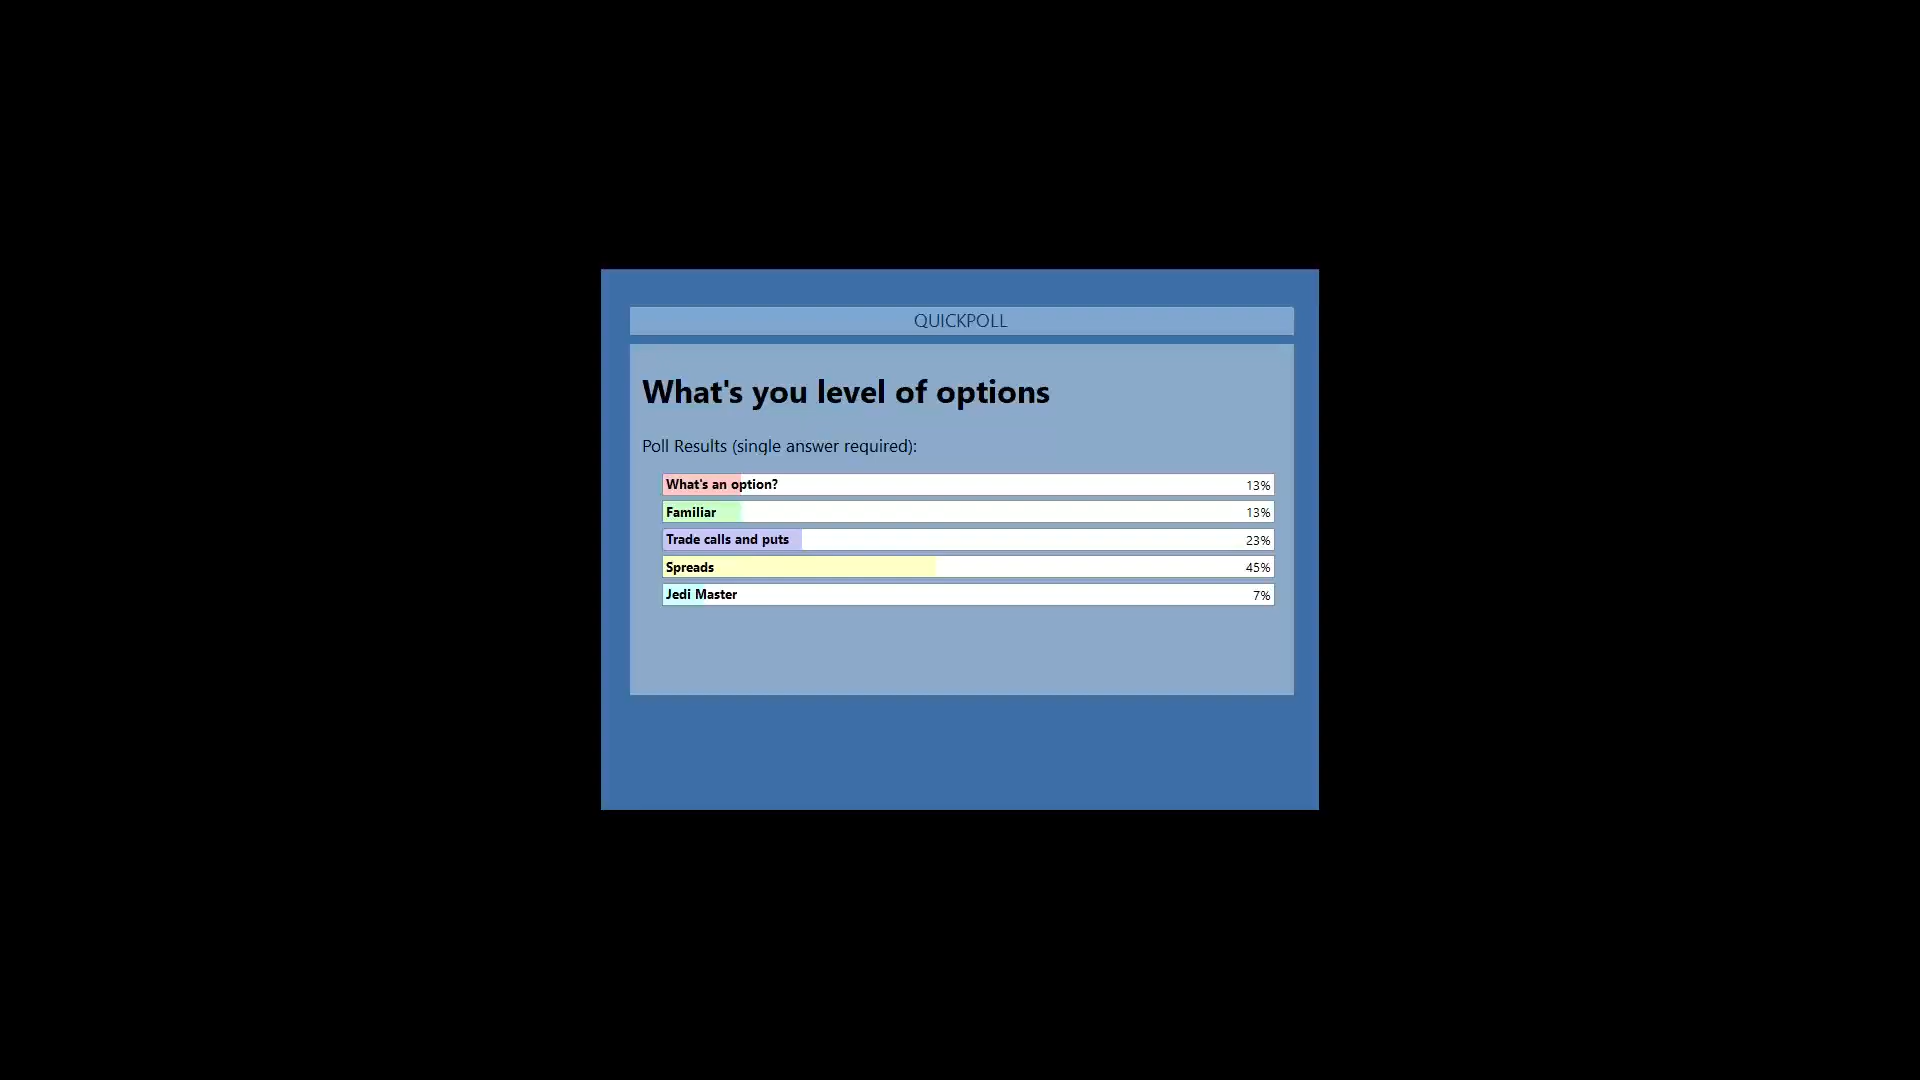 QUICKPOLL
What's you level of options
Poll Results (single answer required):
What's an option? 13%
Familiar 13%
Trade calls and puts 23%
Spreads 45%
Jedi Master 7%